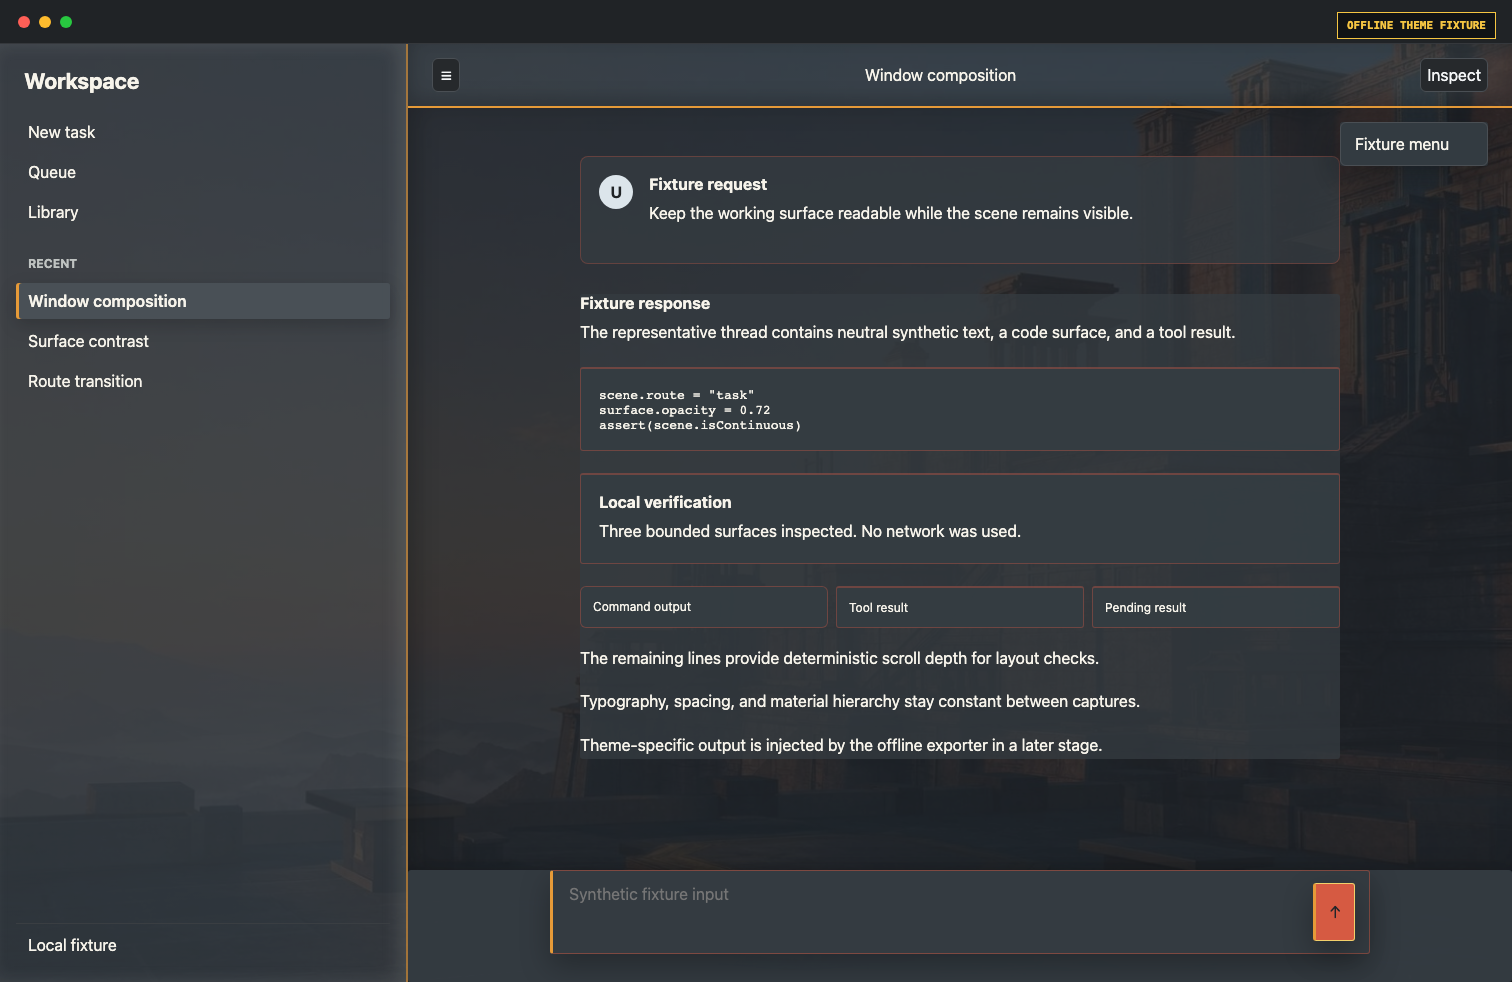 OFFLINE THEME FIXTURE
Workspace
New task
Queue
Library
RECENT
Window composition
Surface contrast
Route transition
Local fixture
Window composition
Inspect
Fixture menu
U
Fixture request
Keep the working surface readable while the scene remains visible.
Fixture response
The representative thread contains neutral synthetic text, a code surface, and a tool result.
scene.route = "task"
surface.opacity = 0.72
assert(scene.isContinuous)
Local verification
Three bounded surfaces inspected. No network was used.
Command output
Tool result
Pending result
The remaining lines provide deterministic scroll depth for layout checks.
Typography, spacing, and material hierarchy stay constant between captures.
Theme-specific output is injected by the offline exporter in a later stage.
Synthetic fixture input